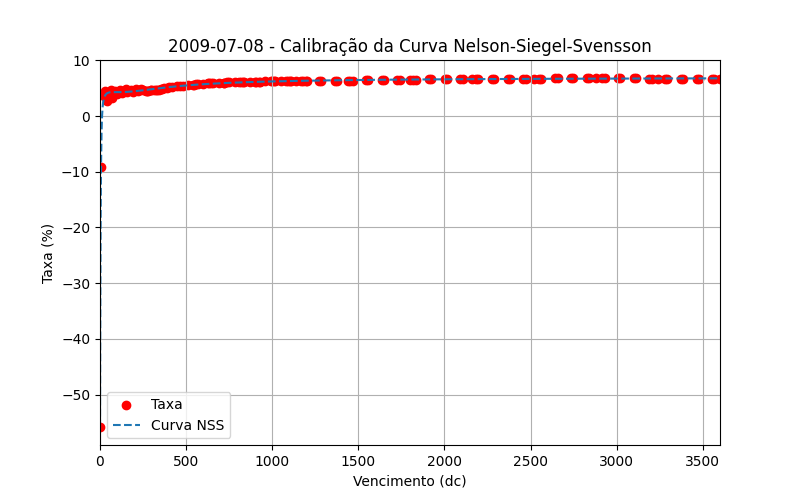 2009-07-08 - Calibração da Curva Nelson-Siegel-Svensson
10
0
−10
−20
−30
−40
−50
Taxa (%)
Taxa
Curva NSS
0 500 1000 1500 2000 2500 3000 3500
Vencimento (dc)